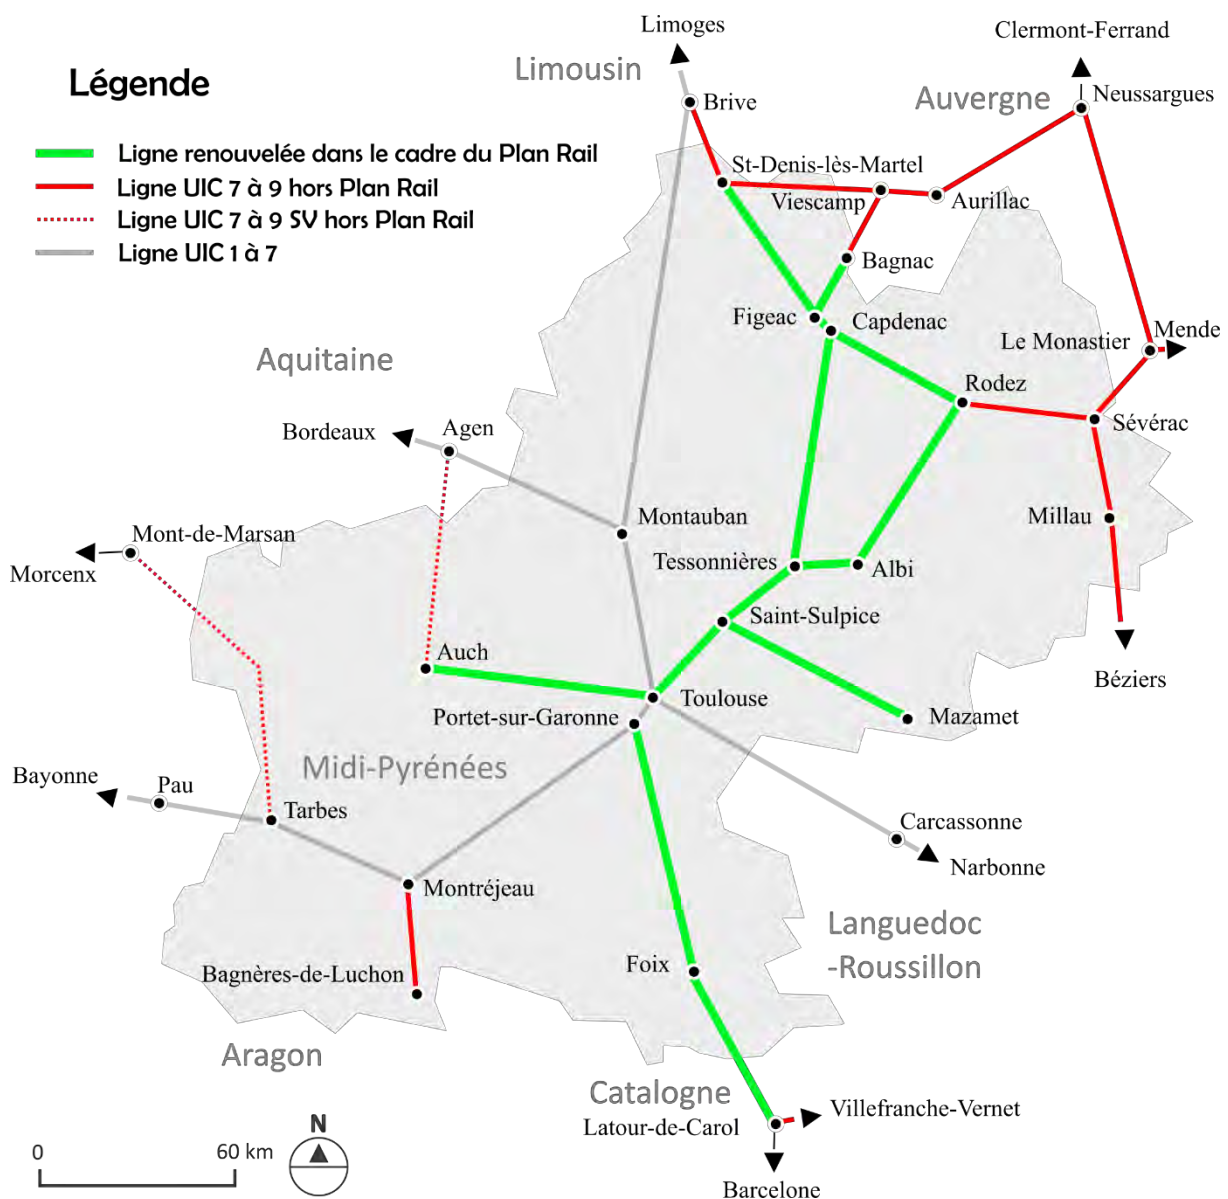 Limoges
Clermont-Ferrand
Limousin
Légende
Auvergne
Brive
Neussargues
Ligne renouvelée dans le cadre du Plan Rail
Ligne UIC 7 à 9 hors Plan Rail
Ligne UIC 7 à 9 SV hors Plan Rail
Ligne UIC 1 à 7
St-Denis-lès-Martel
Viescamp
Aurillac
Bagnac
Figeac
Capdenac
Le Monastier
Mende
Aquitaine
Rodez
Sévérac
Bordeaux
Agen
Millau
Montauban
Mont-de-Marsan
Morcenx
Tessonnières
Albi
Saint-Sulpice
Auch
Béziers
Toulouse
Portet-sur-Garonne
Mazamet
Midi-Pyrénées
Bayonne
Pau
Tarbes
Carcassonne
Narbonne
Montréjeau
Languedoc
-Roussillon
Foix
Bagnères-de-Luchon
Aragon
Catalogne
Villefranche-Vernet
Latour-de-Carol
Barcelone
N
0
60 km